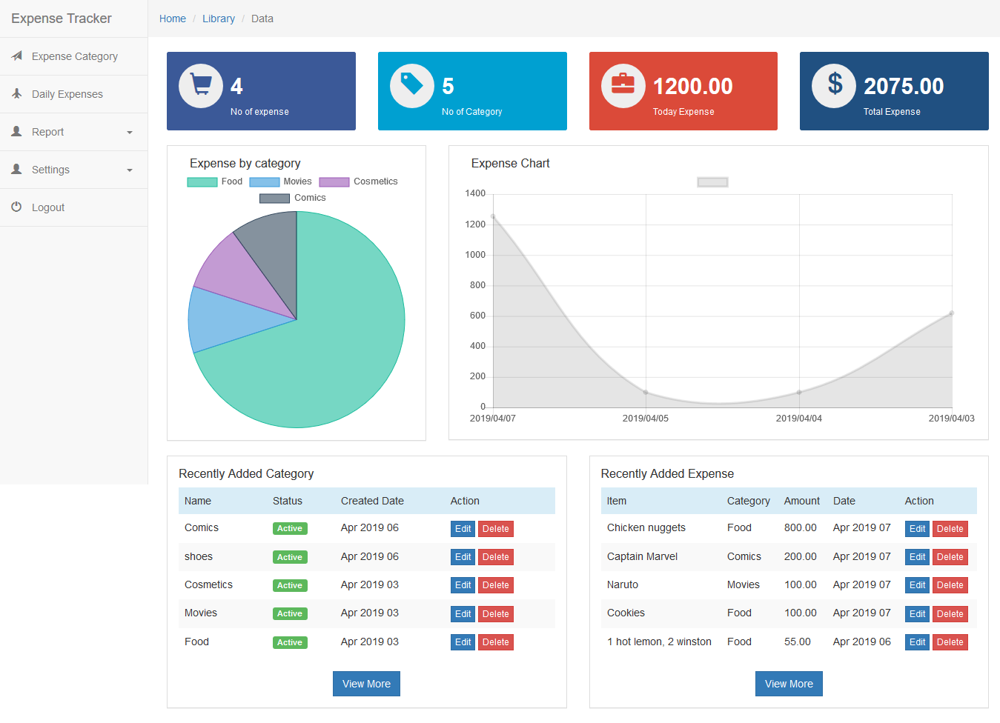 Expense Tracker
Home / Library / Data
Expense Category
Daily Expenses
Report
Settings
Logout
4
No of expense
5
No of Category
1200.00
Today Expense
$ 2075.00
Total Expense
Expense by category
Food Movies Cosmetics
Comics
Expense Chart
1400
1200
1000
800
600
400
200
0
2019/04/07 2019/04/05 2019/04/04 2019/04/03
Recently Added Category
Name Status Created Date Action
Comics Active Apr 2019 06 Edit Delete
shoes Active Apr 2019 06 Edit Delete
Cosmetics Active Apr 2019 03 Edit Delete
Movies Active Apr 2019 03 Edit Delete
Food Active Apr 2019 03 Edit Delete
View More
Recently Added Expense
Item Category Amount Date Action
Chicken nuggets Food 800.00 Apr 2019 07 Edit Delete
Captain Marvel Comics 200.00 Apr 2019 07 Edit Delete
Naruto Movies 100.00 Apr 2019 07 Edit Delete
Cookies Food 100.00 Apr 2019 07 Edit Delete
1 hot lemon, 2 winston Food 55.00 Apr 2019 06 Edit Delete
View More